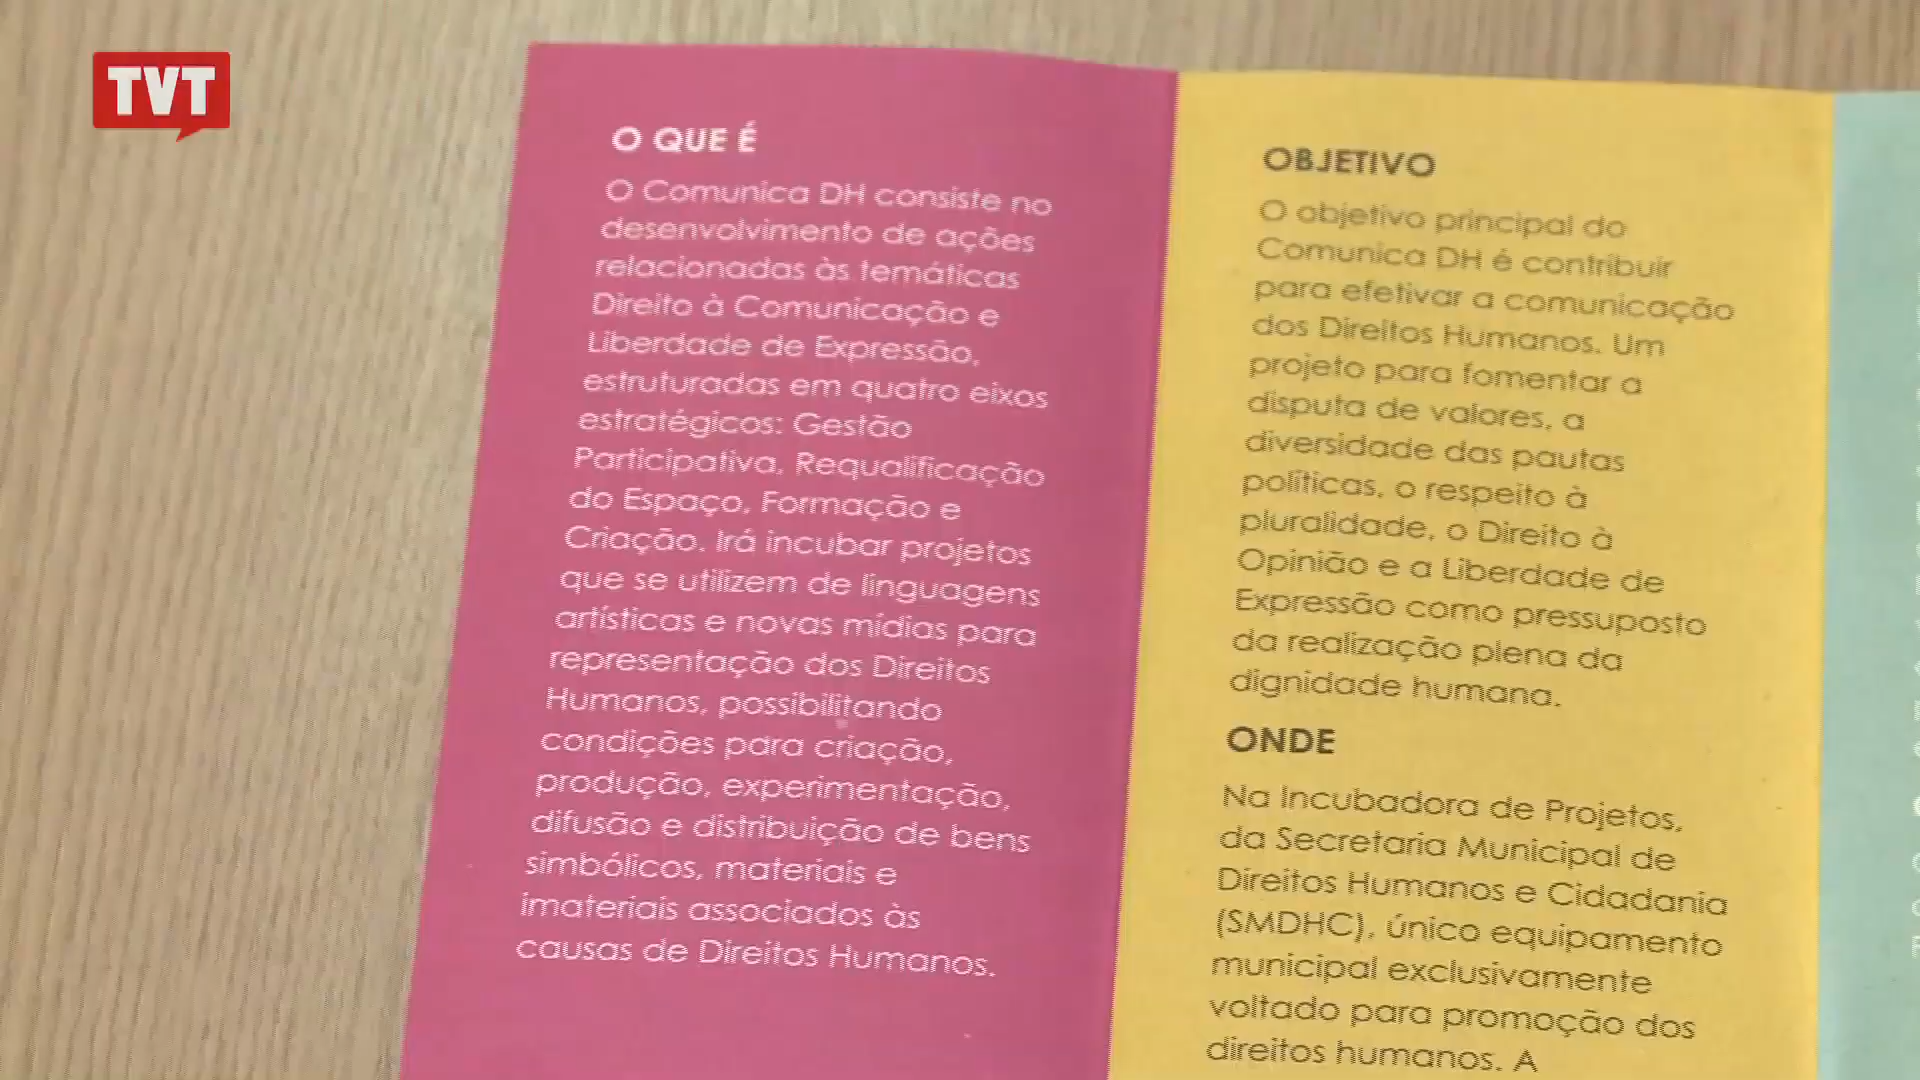 TVT
O QUE É
O Comunica DH consiste no
desenvolvimento de ações
relacionadas às temáticas
Direito à Comunicação e
Liberdade de Expressão,
estruturadas em quatro eixos
estratégicos: Gestão
Participativa, Requalificação
do Espaço, Formação e
Criação. Irá incubar projetos
que se utilizem de linguagens
artísticas e novas mídias para
representação dos Direitos
Humanos, possibilitando
condições para criação,
produção, experimentação,
difusão e distribuição de bens
simbólicos, materiais e
imateriais associados às
causas de Direitos Humanos.
OBJETIVO
O objetivo principal do
Comunica DH é contribuir
para efetivar a comunicação
dos Direitos Humanos. Um
projeto para fomentar a
disputa de valores, a
diversidade das pautas
políticas, o respeito à
pluralidade, o Direito à
Opinião e a Liberdade de
Expressão como pressuposto
da realização plena da
dignidade humana.
ONDE
Na Incubadora de Projetos,
da Secretaria Municipal de
Direitos Humanos e Cidadania
(SMDHC), único equipamento
municipal exclusivamente
voltado para promoção dos
direitos humanos. A